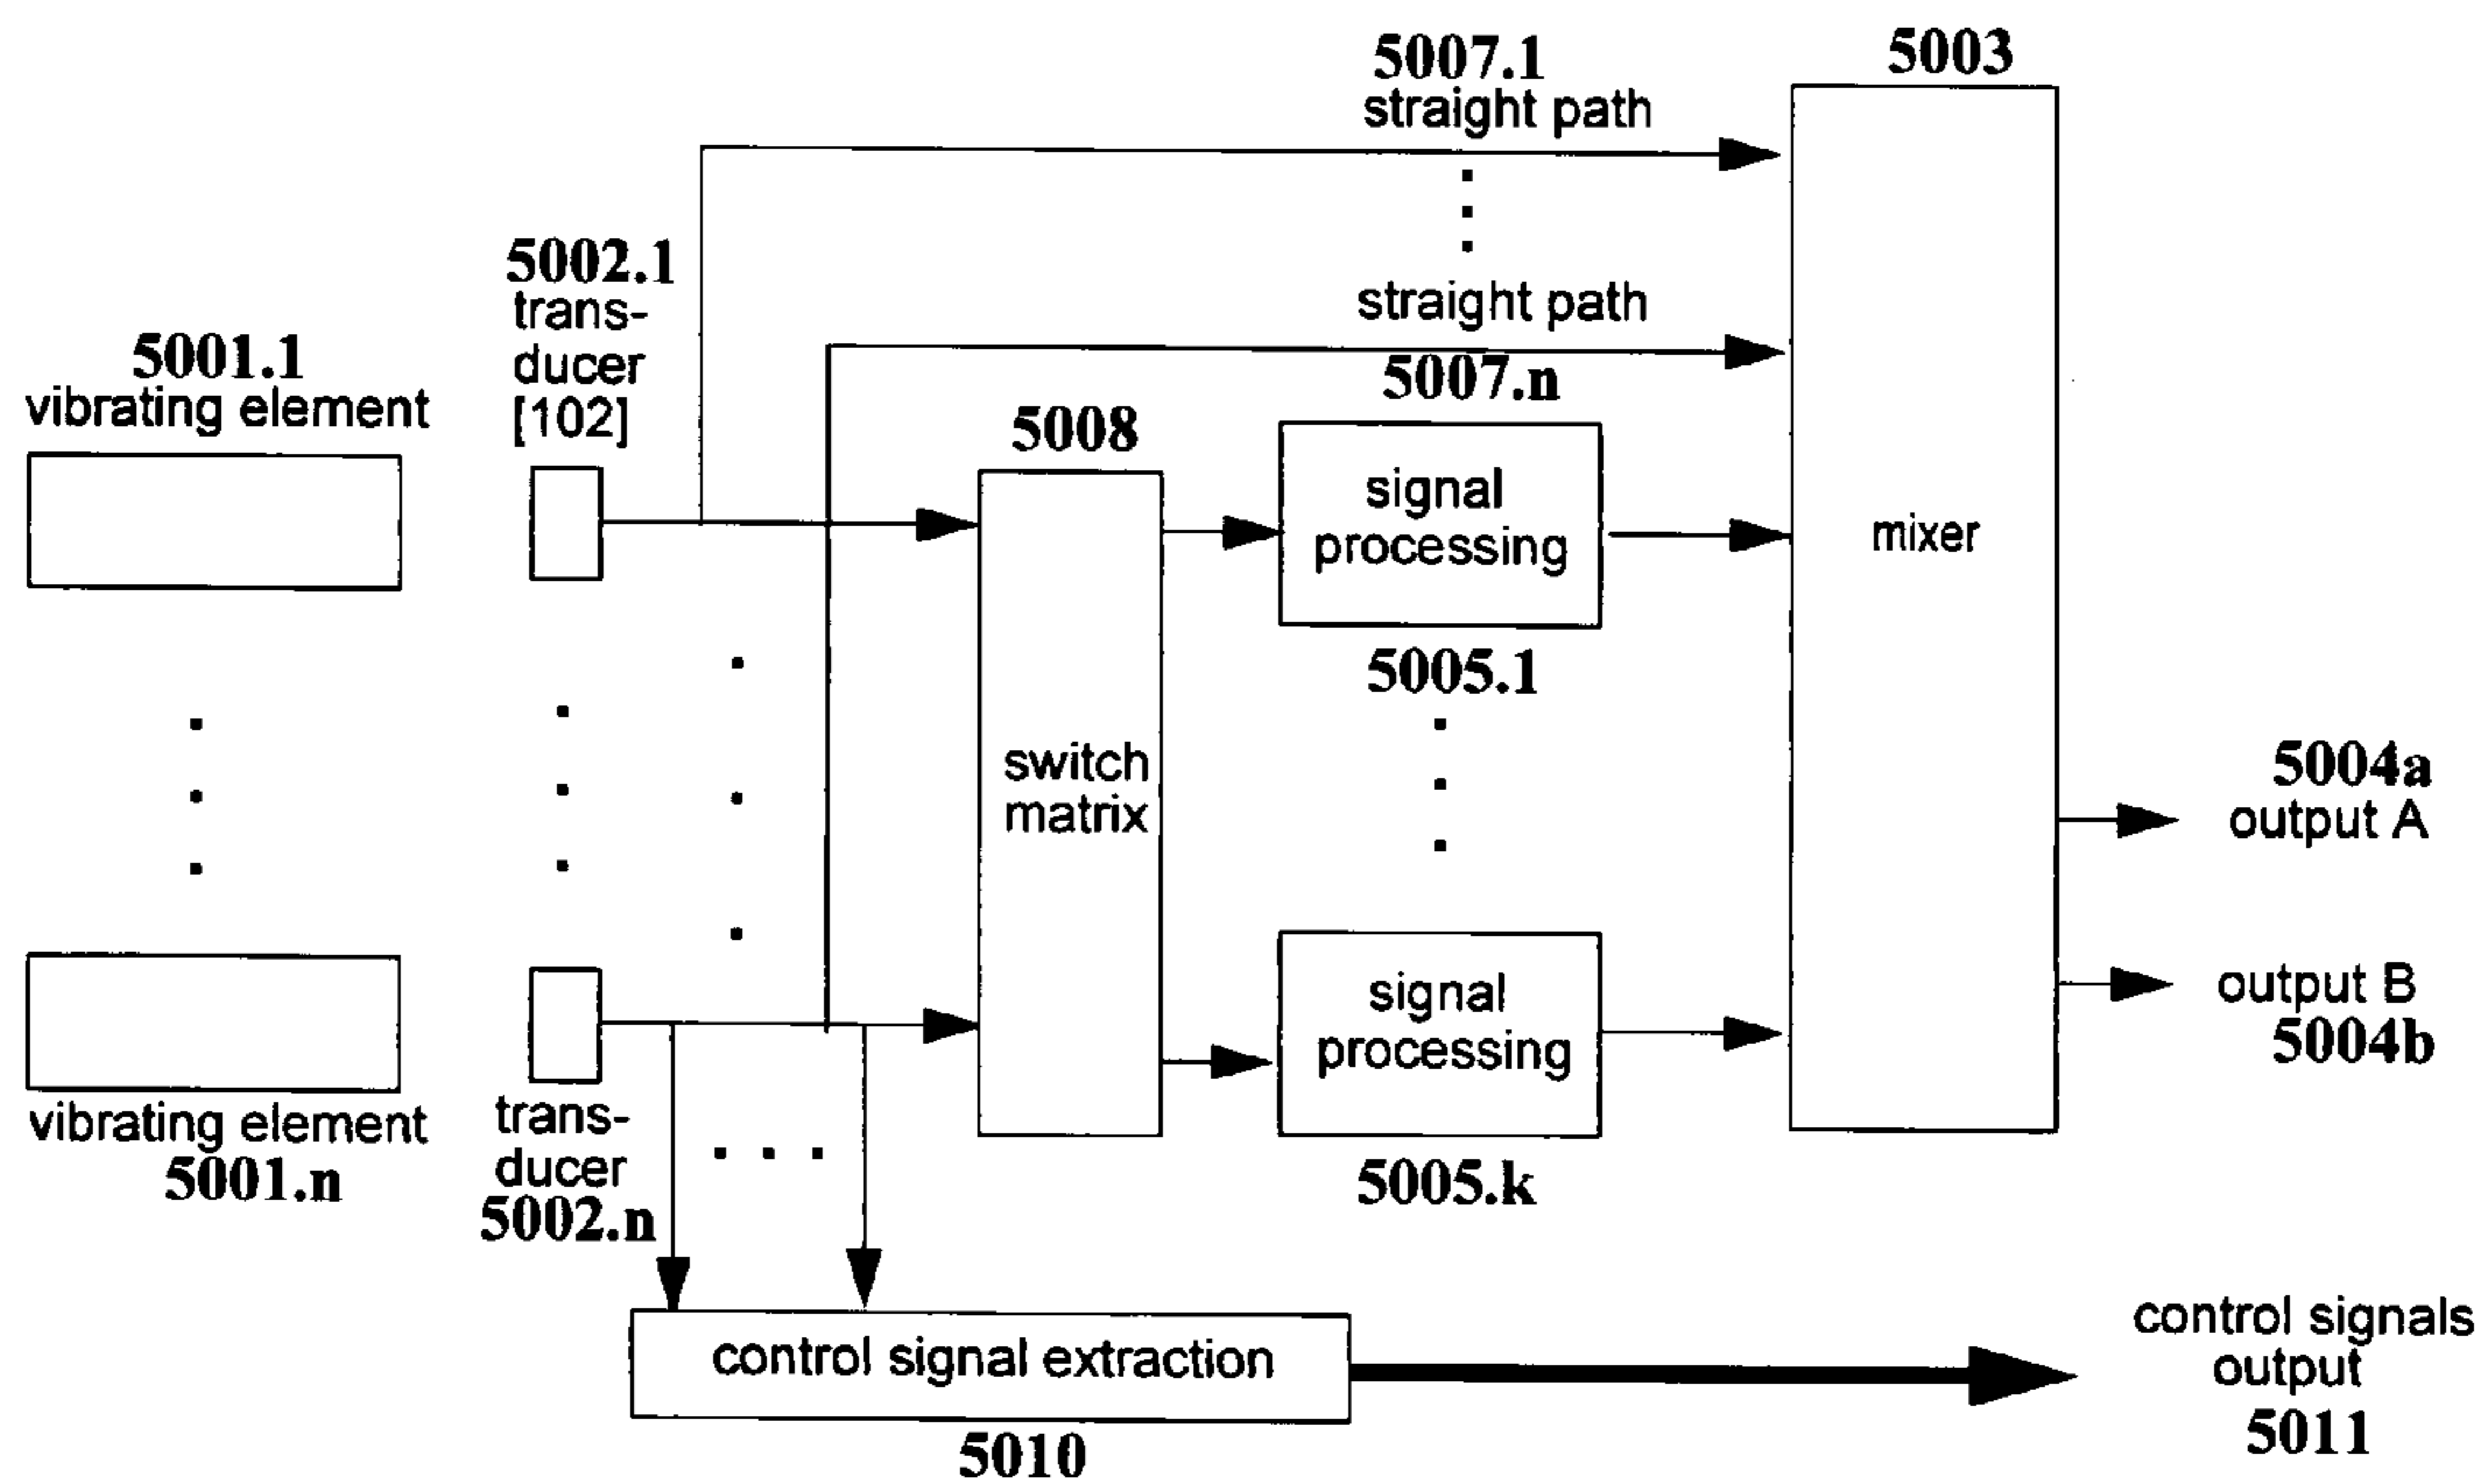 5007.1
straight path
5003
5002.1
trans-
ducer
[102]
straight path
5007.n
5001.1
vibrating element
5008
signal
processing
5005.1
mixer
switch
matrix
5004a
output A
output B
5004b
signal
processing
5005.k
vibrating element
5001.n
trans-
ducer
5002.n
control signal extraction
5010
control signals
output
5011